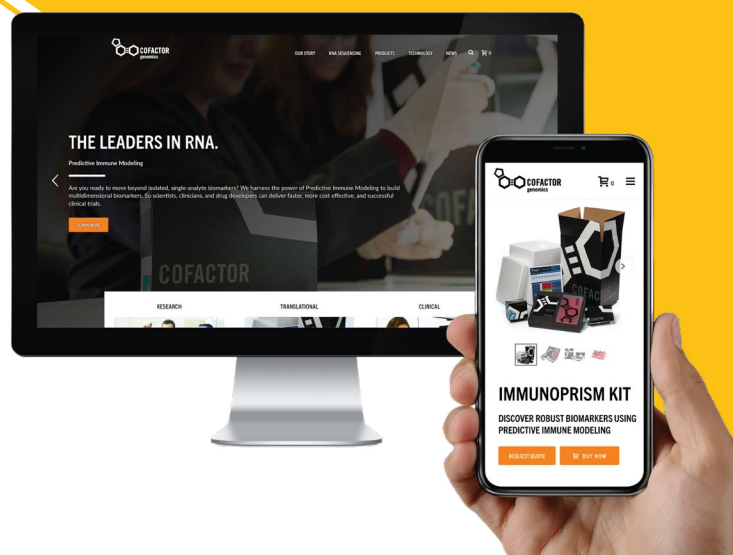 COFACTOR
genomics
OUR STORY
RNA SEQUENCING
PRODUCTS
TECHNOLOGY
NEWS
0
THE LEADERS IN RNA.
Predictive Immune Modeling
Are you ready to move beyond isolated, single-analyte biomarkers? We harness the power of Predictive Immune Modeling to build
multidimensional biomarkers. So scientists, clinicians, and drug developers can deliver faster, more cost effective, and successful
clinical trials.
LEARN MORE
COFACTOR
RESEARCH
TRANSLATIONAL
CLINICAL
COFACTOR
genomics
0
COFACTOR
IMMUNOPRISM KIT
DISCOVER ROBUST BIOMARKERS USING
PREDICTIVE IMMUNE MODELING
REQUEST QUOTE
BUY NOW